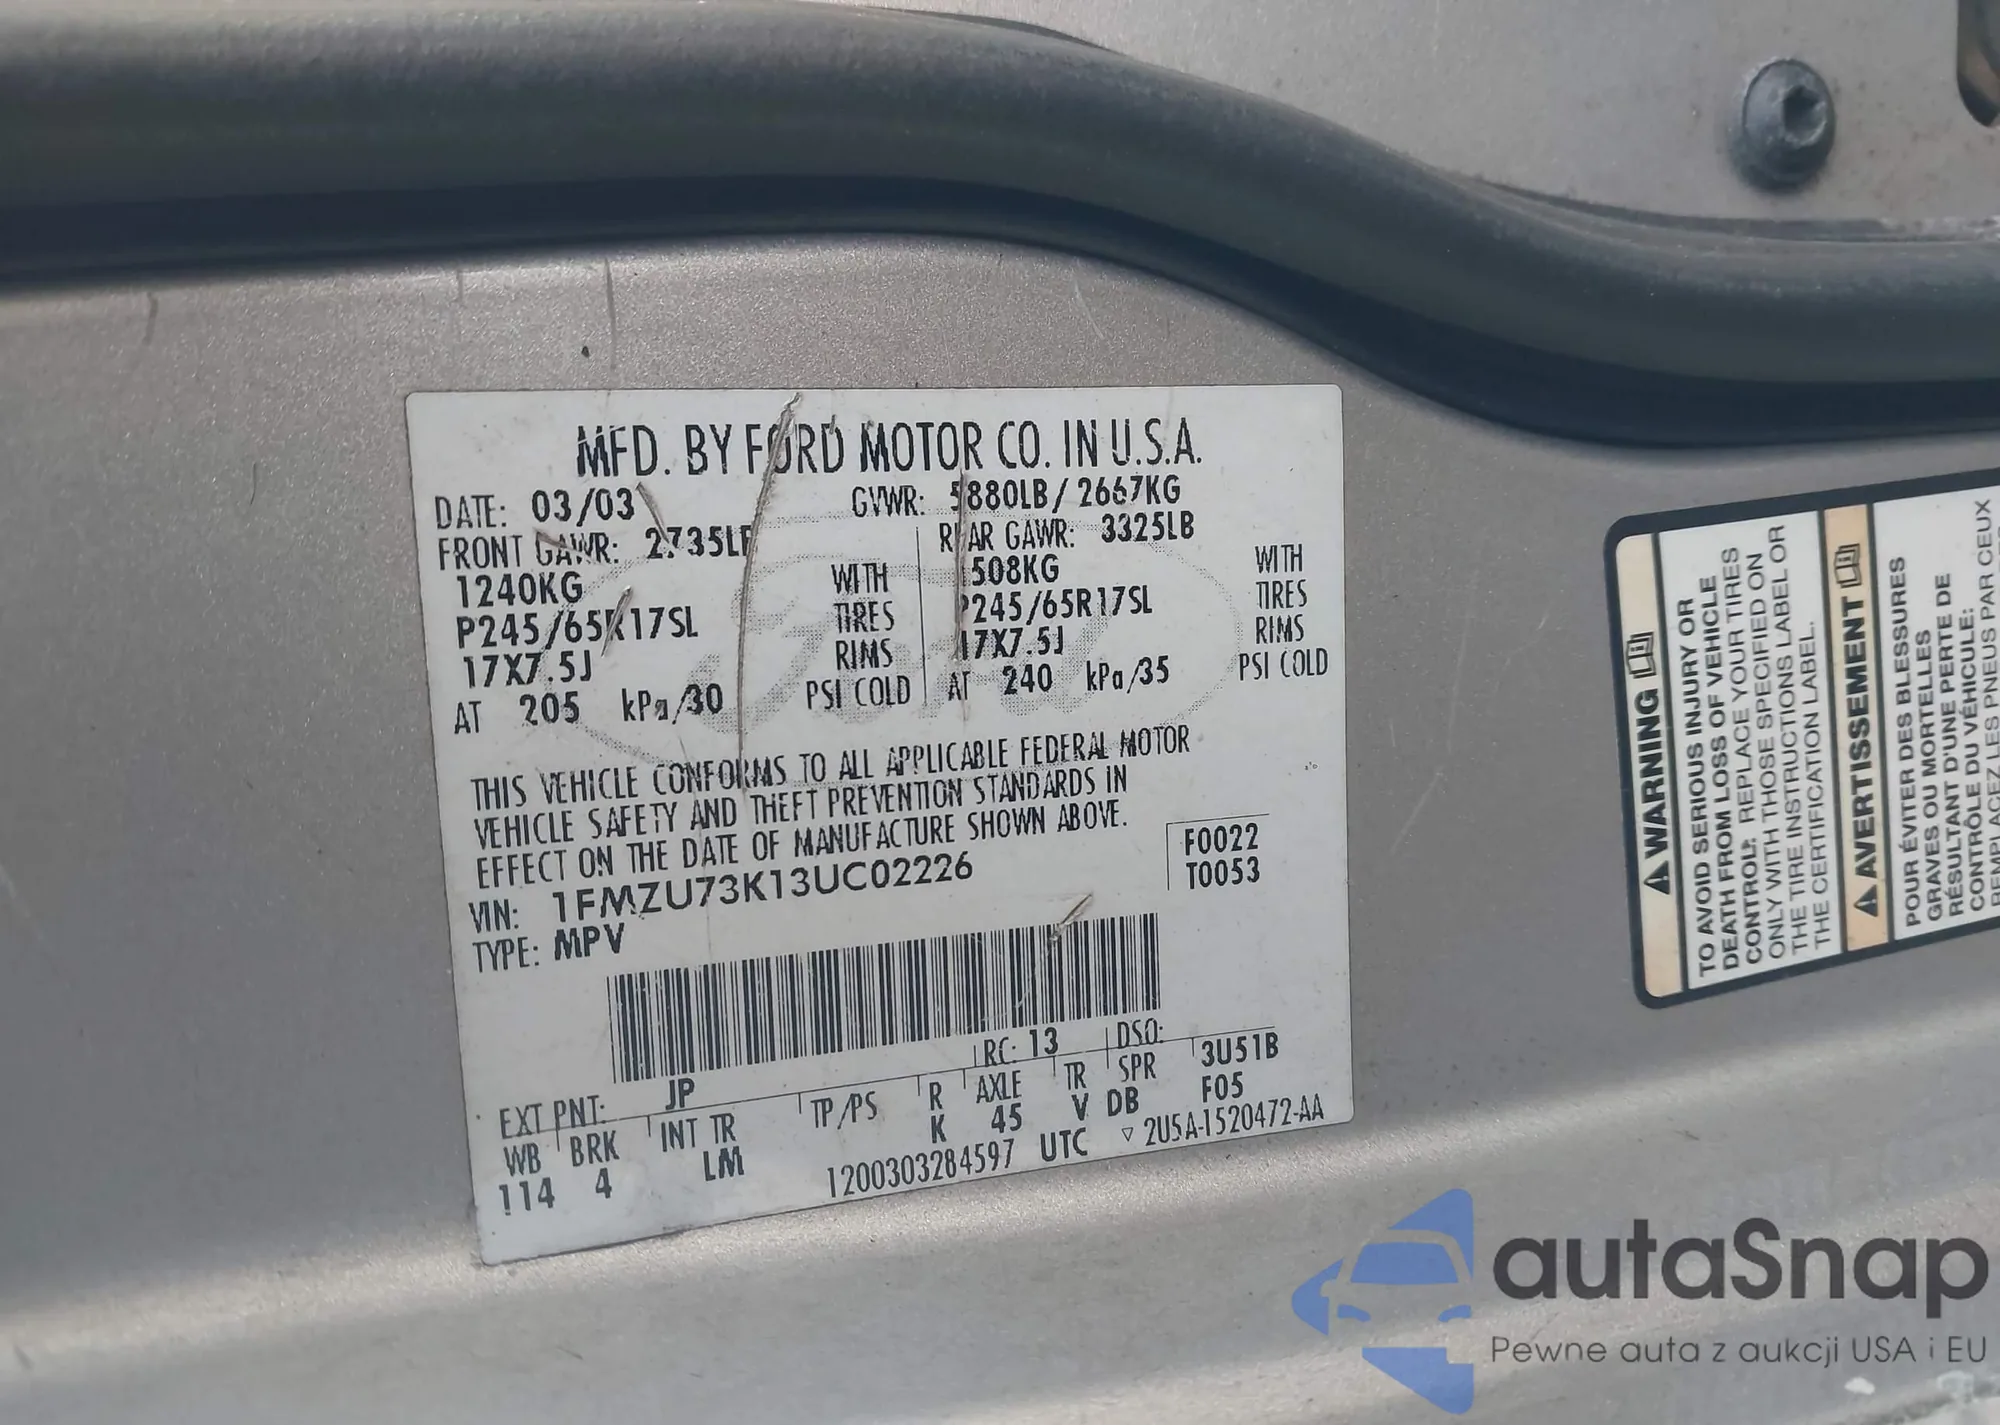 MFD. BY FORD MOTOR CO. IN U.S.A.
DATE: 03/03 GVWR: 5880LB/ 2667KG
FRONT GAWR: 2735LB REAR GAWR: 3325LB
1240KG WITH 1508KG WITH
P245/65R17SL TIRES P245/65R17SL TIRES
17X7.5J RIMS 17X7.5J RIMS
AT 205 kPa/30 PSI COLD AT 240 kPa/35 PSI COLD
THIS VEHICLE CONFORMS TO ALL APPLICABLE FEDERAL MOTOR
VEHICLE SAFETY AND THEFT PREVENTION STANDARDS IN
EFFECT ON THE DATE OF MANUFACTURE SHOWN ABOVE.
VIN: 1FMZU73K13UC02226
F0022
T0053
TYPE: MPV
EXT PNT: JP RC: 13 DSO: 3U51B
WB BRK INT TR TP/PS R AXLE TR SPR F05
114 4 LM K 45 V DB
1200303284597 UTC ▽ 2U5A-1520472-AA
Ford
⚠ WARNING
TO AVOID SERIOUS INJURY OR
DEATH FROM LOSS OF VEHICLE
CONTROL: REPLACE YOUR TIRES
ONLY WITH THOSE SPECIFIED ON
THE TIRE INSTRUCTIONS LABEL OR
THE CERTIFICATION LABEL.
⚠ AVERTISSEMENT
POUR ÉVITER DES BLESSURES
GRAVES OU MORTELLES
RÉSULTANT D'UNE PERTE DE
CONTRÔLE DU VÉHICULE:
REMPLACEZ LES PNEUS PAR CEUX
autaSnap
Pewne auta z aukcji USA i EU